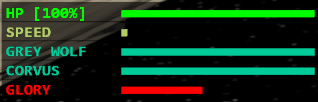 HP [100%]
SPEED
GREY WOLF
CORVUS
GLORY